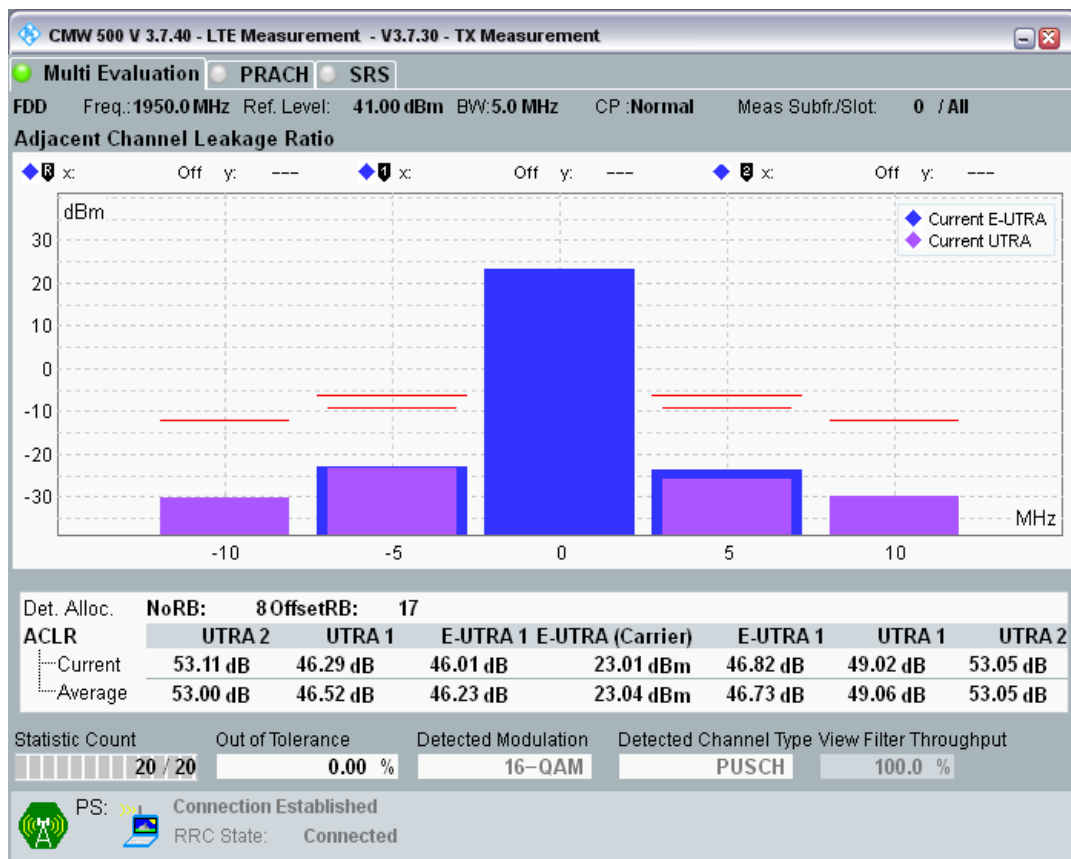 CMW 500 V 3.7.40 - LTE Measurement - V3.7.30 - TX Measurement
Multi Evaluation PRACH SRS
FDD Freg.:1950.0 MHz Ref. Level: 41.00 dBm BW:5.0 MHz CP :Normal Meas Subfr./Slot: 0 / All
Adjacent Channel Leakage Ratio
R x: Off y: --- 1 x: Off y: --- 2 x: Off y: ---
dBm
Current E-UTRA
Current UTRA
30
20
10
0
-10
-20
-30
MHz
-10 -5 0 5 10
Det. Alloc. NoRB: 8 OffsetRB: 17
ACLR UTRA 2 UTRA 1 E-UTRA 1 E-UTRA (Carrier) E-UTRA 1 UTRA 1 UTRA 2
Current 53.11 dB 46.29 dB 46.01 dB 23.01 dBm 46.82 dB 49.02 dB 53.05 dB
Average 53.00 dB 46.52 dB 46.23 dB 23.04 dBm 46.73 dB 49.06 dB 53.05 dB
Statistic Count Out of Tolerance Detected Modulation Detected Channel Type View Filter Throughput
20 / 20 0.00 % 16-QAM PUSCH 100.0 %
PS: Connection Established
RRC State: Connected